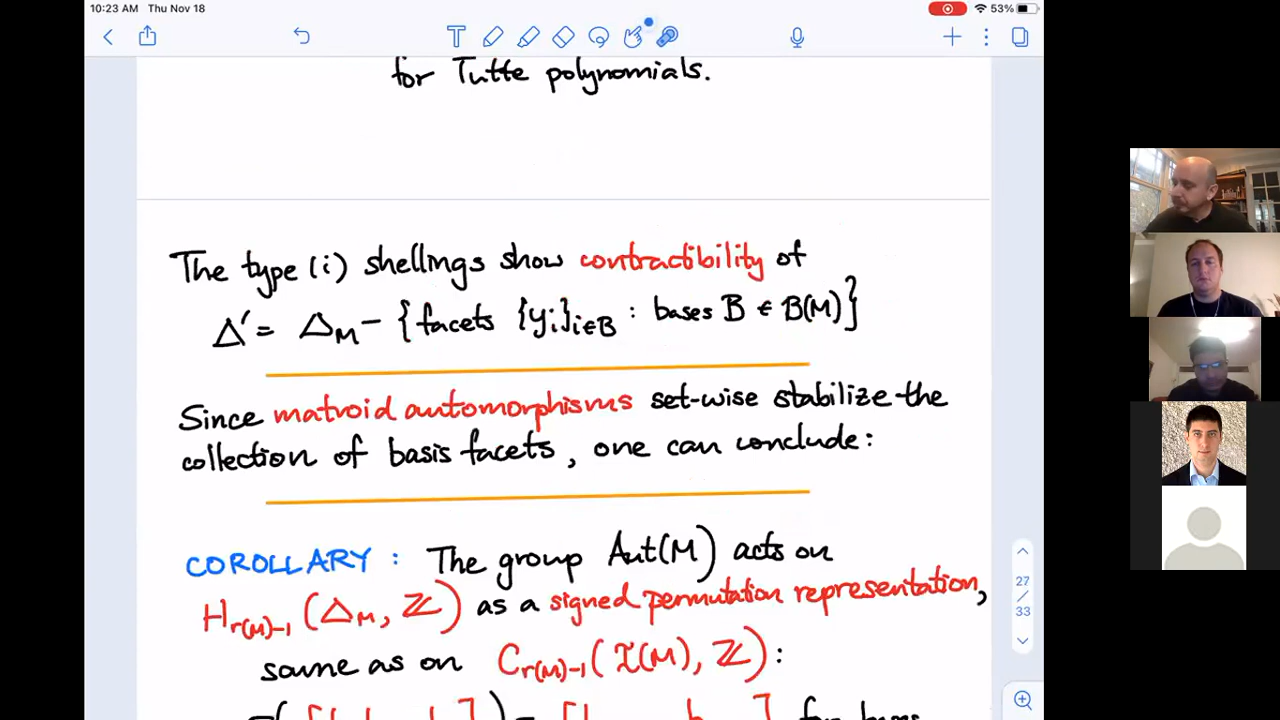 10:23 AM Thu Nov 18
53%
for Tutte polynomials.
The type (i) shellings show contractibility of
Δ' = Δ_M − {facets {y_i}_{i∈B} : bases B ∈ B(M)}
Since matroid automorphisms set-wise stabilize the
collection of basis facets, one can conclude:
COROLLARY : The group Aut(M) acts on
H_{r(M)-1} (Δ_M, ℤ) as a signed permutation representation,
same as on C_{r(M)-1} (I(M), ℤ) :
for bases
27
/
33